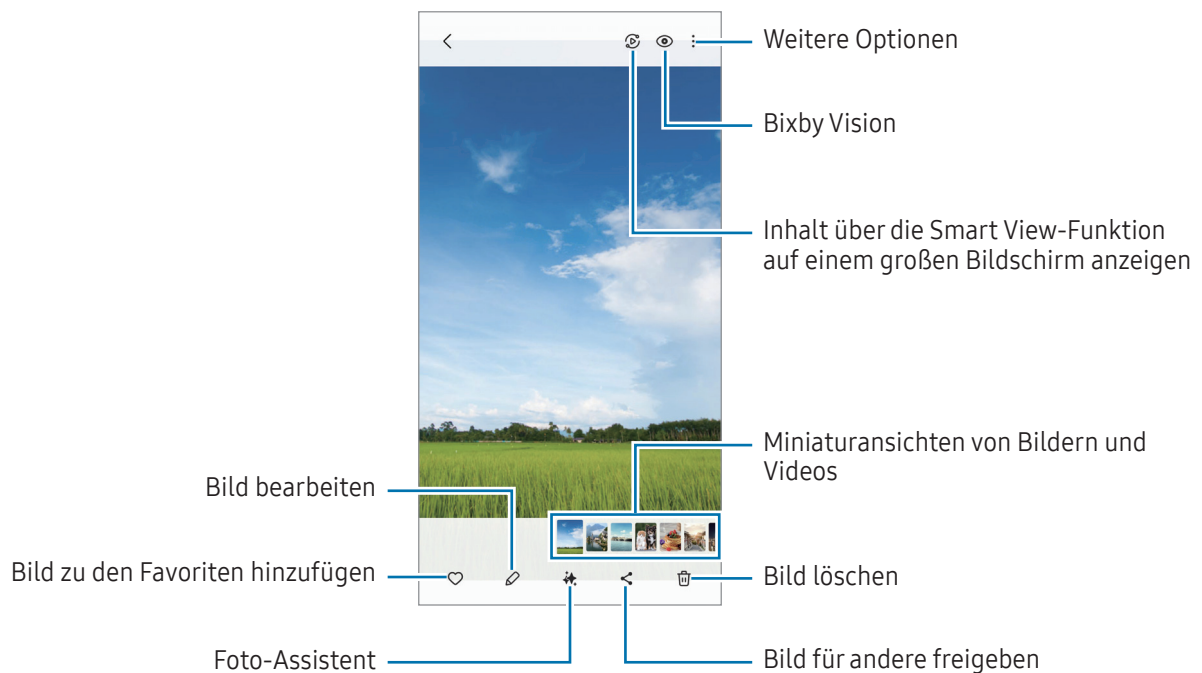 Weitere Optionen
Bixby Vision
Inhalt über die Smart View-Funktion
auf einem großen Bildschirm anzeigen
Miniaturansichten von Bildern und
Videos
Bild bearbeiten
Bild zu den Favoriten hinzufügen
Bild löschen
Foto-Assistent
Bild für andere freigeben